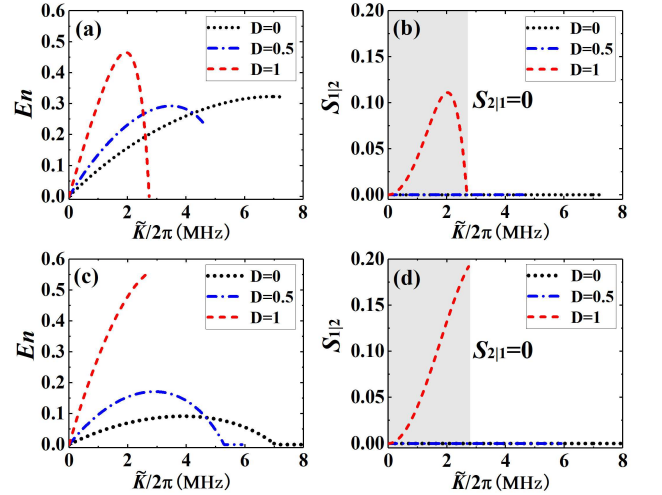 (a)
D=0
D=0.5
D=1
En
0.6
0.5
0.4
0.3
0.2
0.1
0.0
0 2 4 6 8
K̃/2π(MHz)
(b)
D=0
D=0.5
D=1
S1|2
S2|1=0
0.20
0.15
0.10
0.05
0.00
0 2 4 6 8
K̃/2π(MHz)
(c)
D=0
D=0.5
D=1
En
0.6
0.5
0.4
0.3
0.2
0.1
0.0
0 2 4 6 8
K̃/2π(MHz)
(d)
D=0
D=0.5
D=1
S1|2
S2|1=0
0.20
0.15
0.10
0.05
0.00
0 2 4 6 8
K̃/2π(MHz)